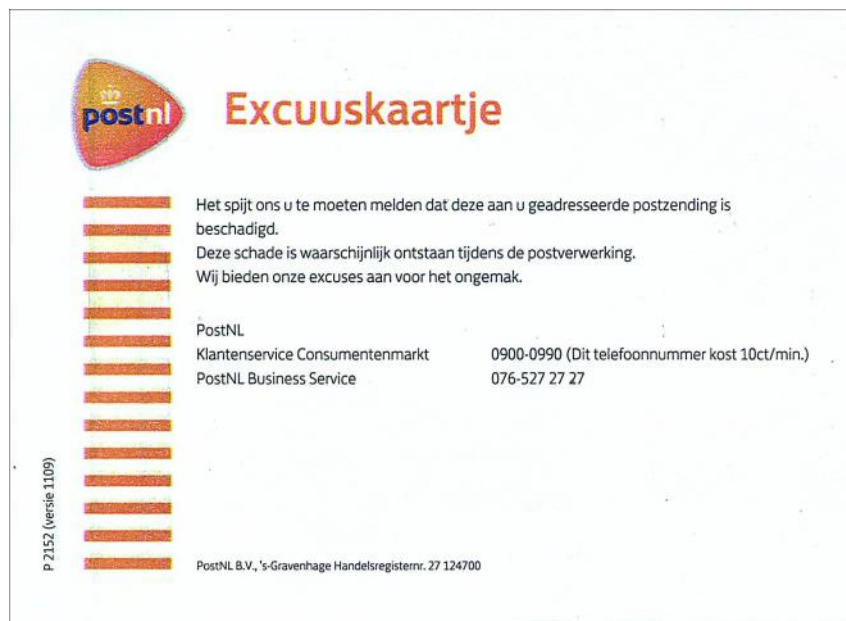 postnl
Excuuskaartje
Het spijt ons u te moeten melden dat deze aan u geadresseerde postzending is
beschadigd.
Deze schade is waarschijnlijk ontstaan tijdens de postverwerking.
Wij bieden onze excuses aan voor het ongemak.
PostNL
Klantenservice Consumentenmarkt 0900-0990 (Dit telefoonnummer kost 10ct/min.)
PostNL Business Service 076-527 27 27
P 2152 (versie 1109)
PostNL B.V., 's-Gravenhage Handelsregisternr. 27 124700